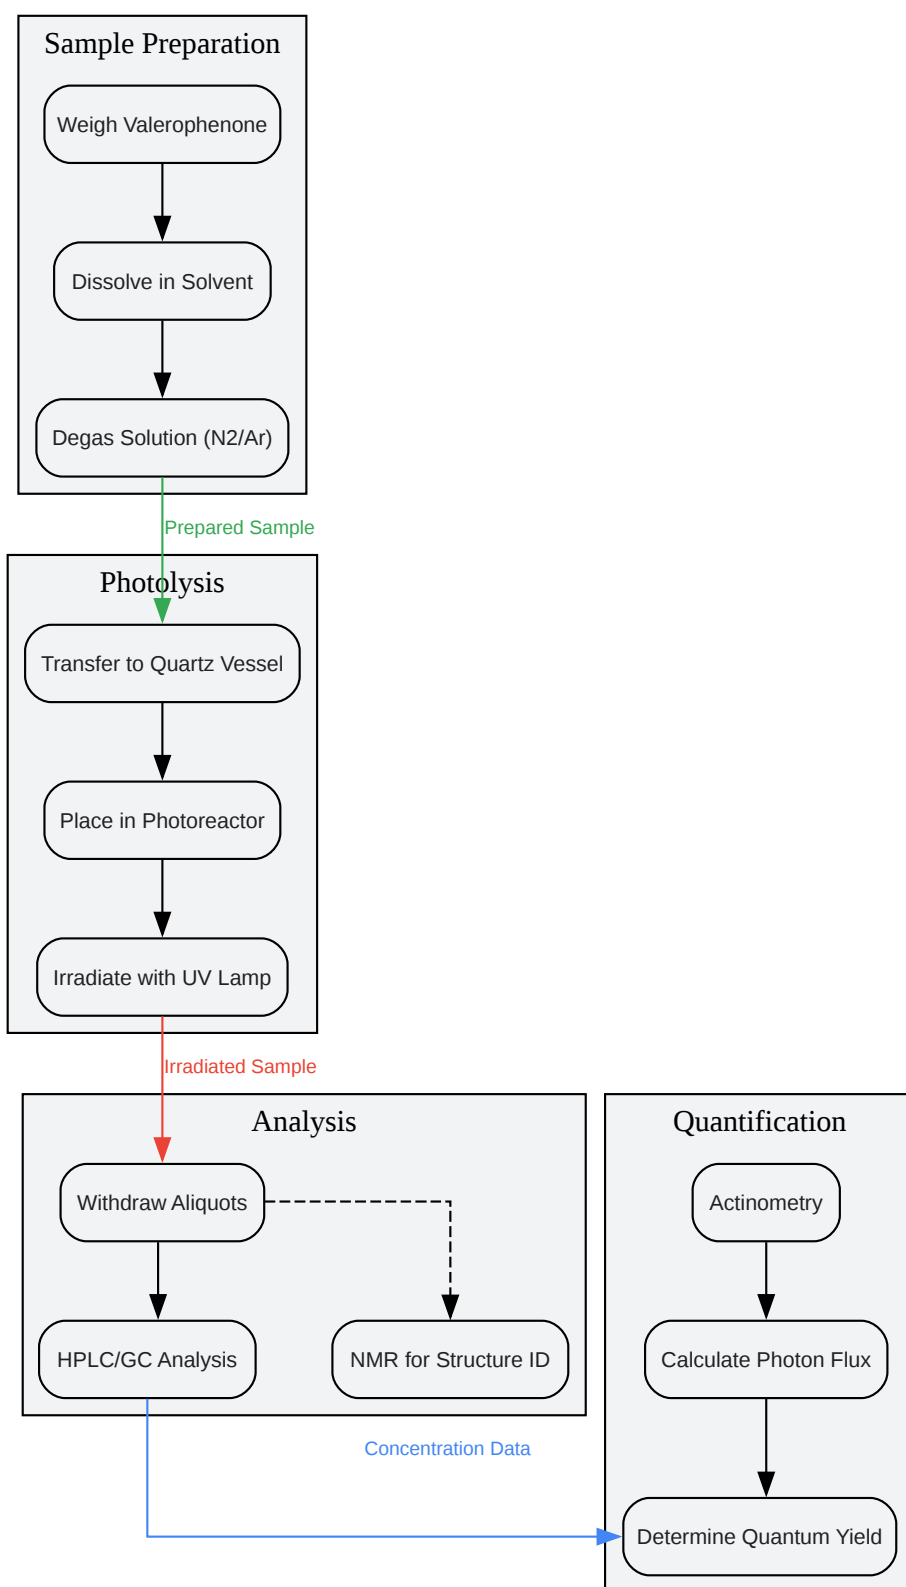 Sample Preparation
Weigh Valerophenone
Dissolve in Solvent
Degas Solution (N2/Ar)
Prepared Sample
Photolysis
Transfer to Quartz Vessel
Place in Photoreactor
Irradiate with UV Lamp
Irradiated Sample
Analysis
Withdraw Aliquots
HPLC/GC Analysis
NMR for Structure ID
Concentration Data
Quantification
Actinometry
Calculate Photon Flux
Determine Quantum Yield